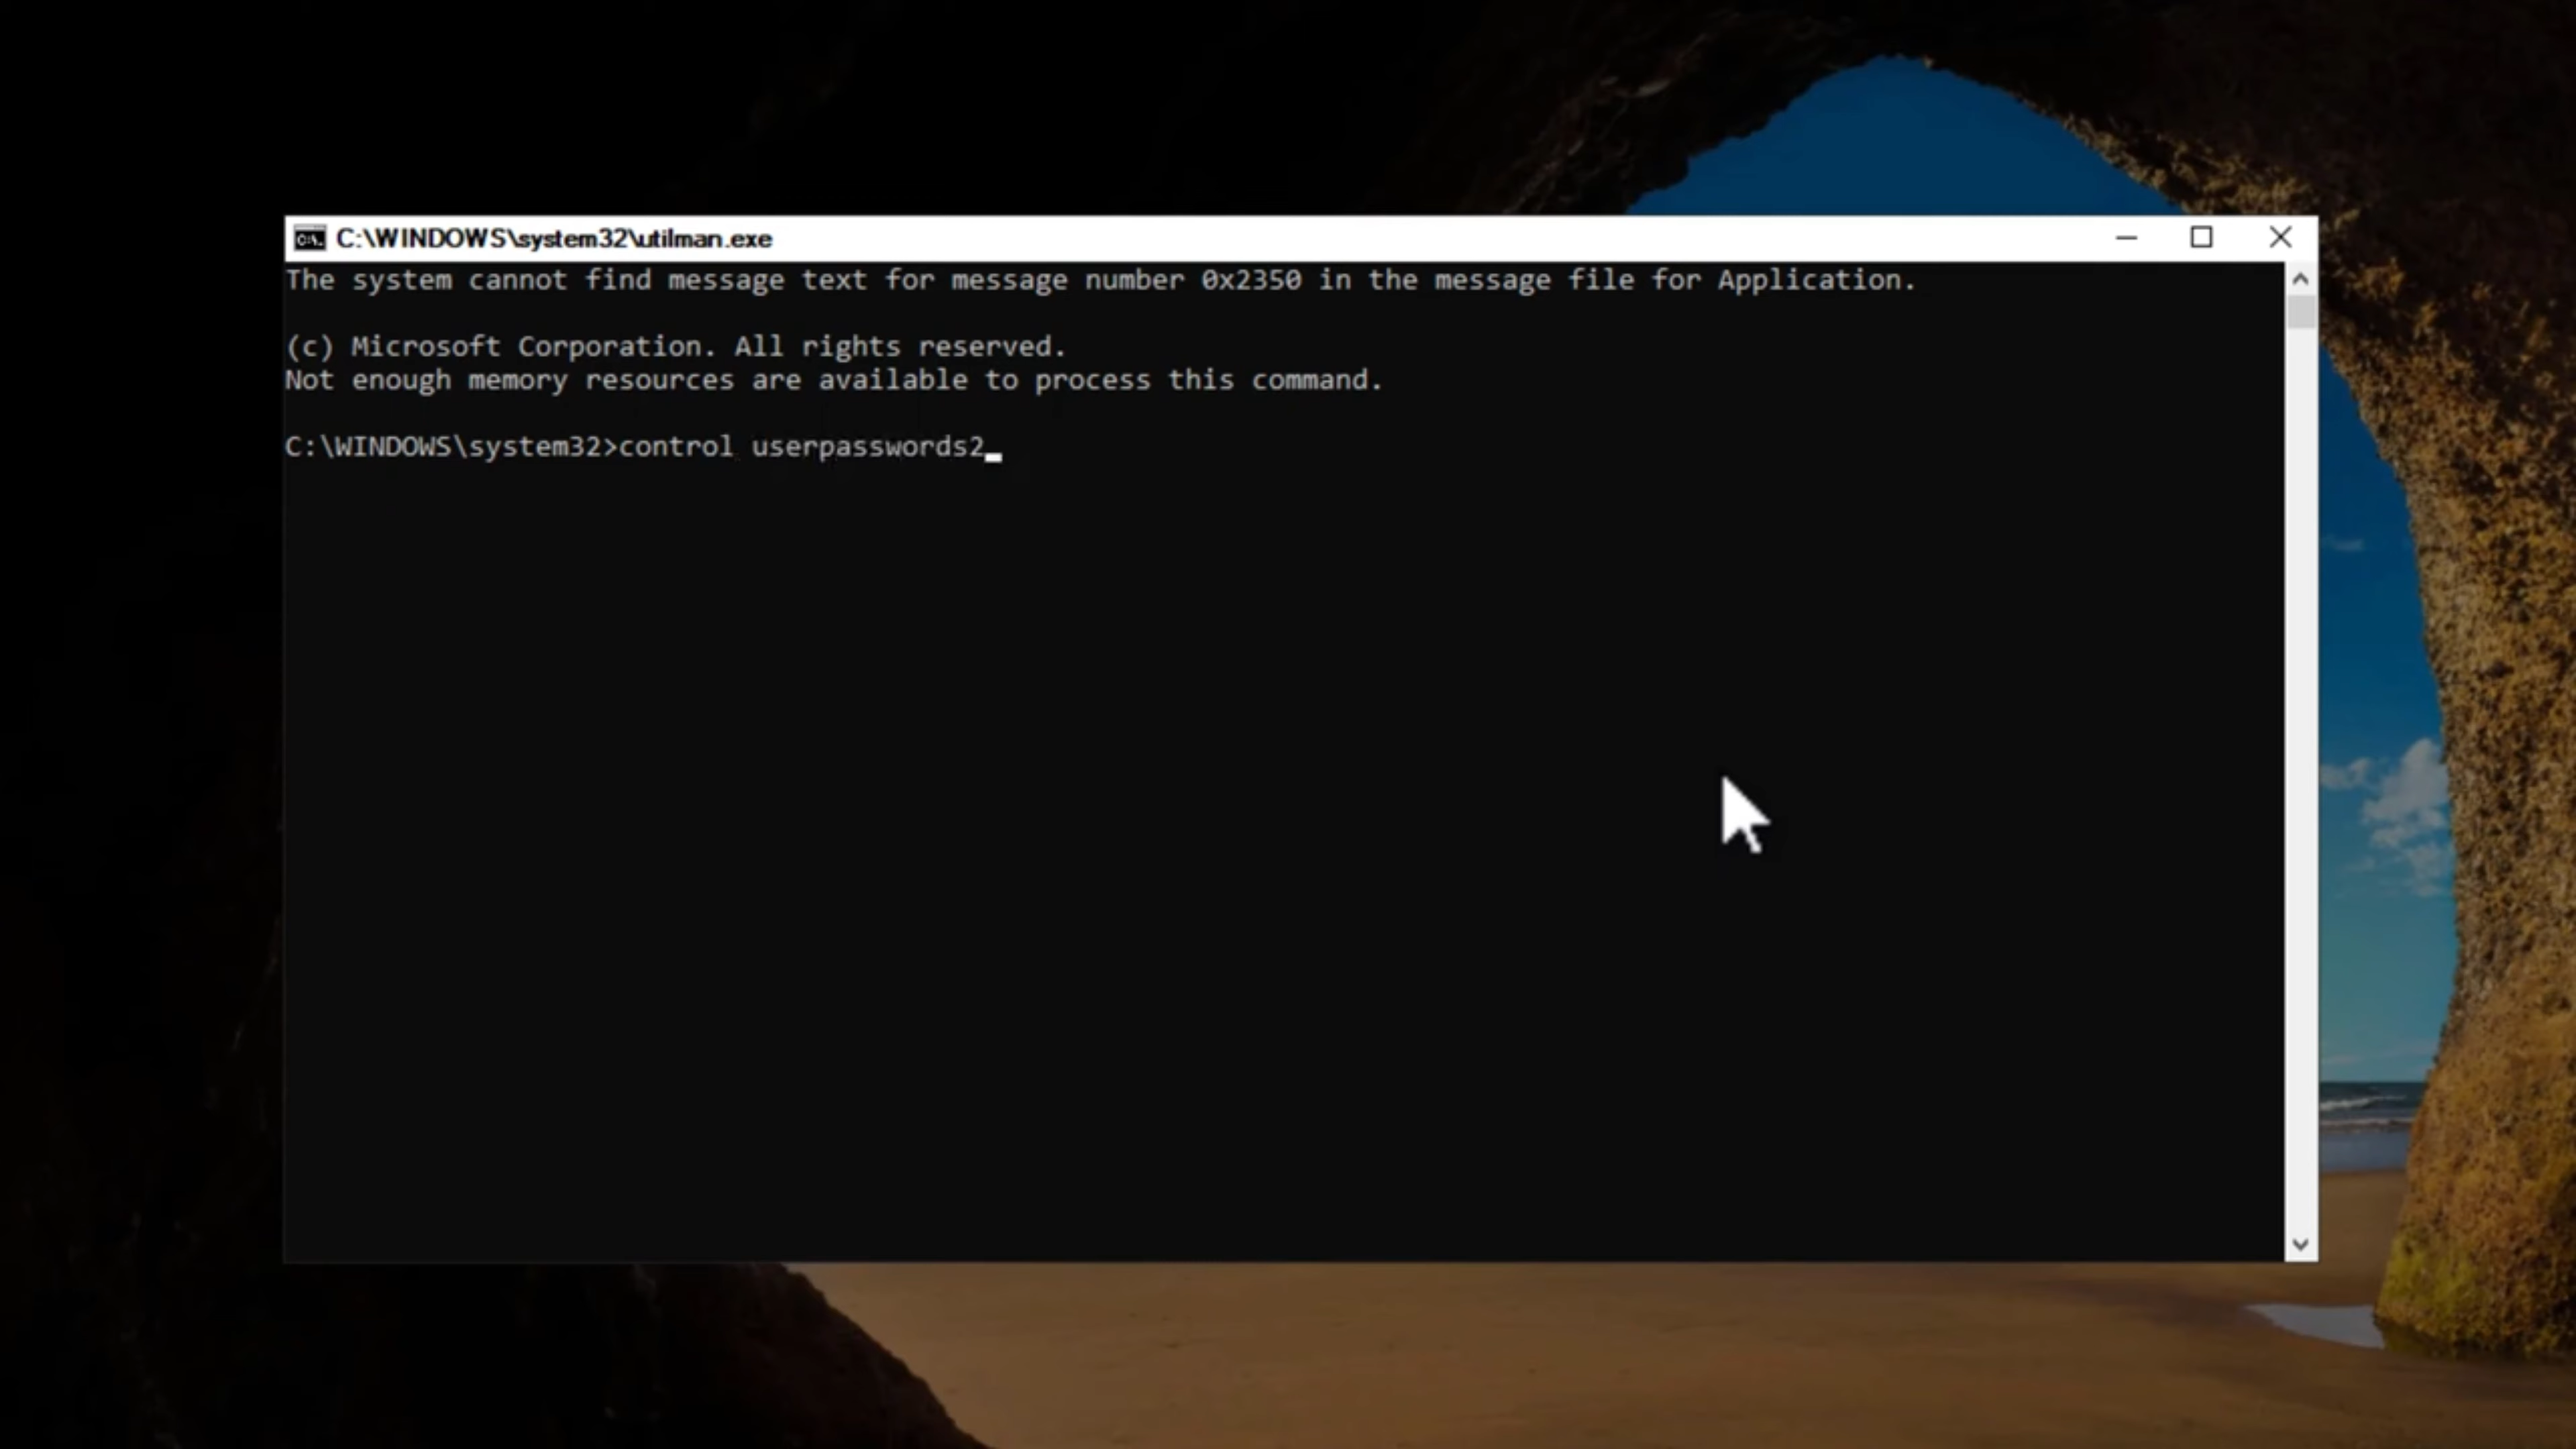 C:\WINDOWS\system32\utilman.exe
The system cannot find message text for message number 0x2350 in the message file for Application.
(c) Microsoft Corporation. All rights reserved.
Not enough memory resources are available to process this command.
C:\WINDOWS\system32>control userpasswords2